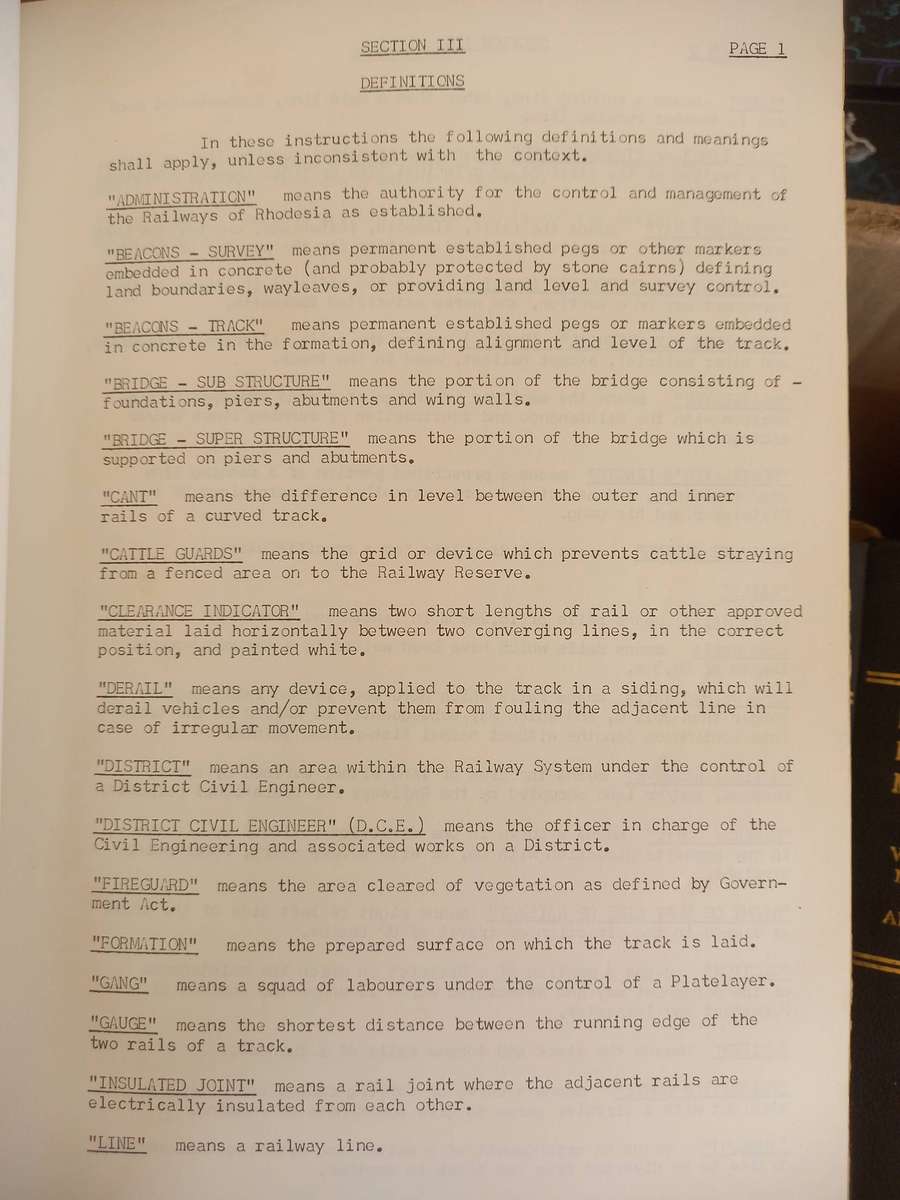 SECTION III
PAGE 1
DEFINITIONS
In these instructions the following definitions and meanings
shall apply, unless inconsistent with the context.
"ADMINISTRATION" means the authority for the control and management of
the Railways of Rhodesia as established.
"BEACONS - SURVEY" means permanent established pegs or other markers
embedded in concrete (and probably protected by stone cairns) defining
land boundaries, wayleaves, or providing land level and survey control.
"BEACONS - TRACK" means permanent established pegs or markers embedded
in concrete in the formation, defining alignment and level of the track.
"BRIDGE - SUB STRUCTURE" means the portion of the bridge consisting of -
foundations, piers, abutments and wing walls.
"BRIDGE - SUPER STRUCTURE" means the portion of the bridge which is
supported on piers and abutments.
"CANT" means the difference in level between the outer and inner
rails of a curved track.
"CATTLE GUARDS" means the grid or device which prevents cattle straying
from a fenced area on to the Railway Reserve.
"CLEARANCE INDICATOR" means two short lengths of rail or other approved
material laid horizontally between two converging lines, in the correct
position, and painted white.
"DERAIL" means any device, applied to the track in a siding, which will
derail vehicles and/or prevent them from fouling the adjacent line in
case of irregular movement.
"DISTRICT" means an area within the Railway System under the control of
a District Civil Engineer.
"DISTRICT CIVIL ENGINEER" (D.C.E.) means the officer in charge of the
Civil Engineering and associated works on a District.
"FIREGUARD" means the area cleared of vegetation as defined by Govern-
ment Act.
"FORMATION" means the prepared surface on which the track is laid.
"GANG" means a squad of labourers under the control of a Platelayer.
"GAUGE" means the shortest distance between the running edge of the
two rails of a track.
"INSULATED JOINT" means a rail joint where the adjacent rails are
electrically insulated from each other.
"LINE" means a railway line.